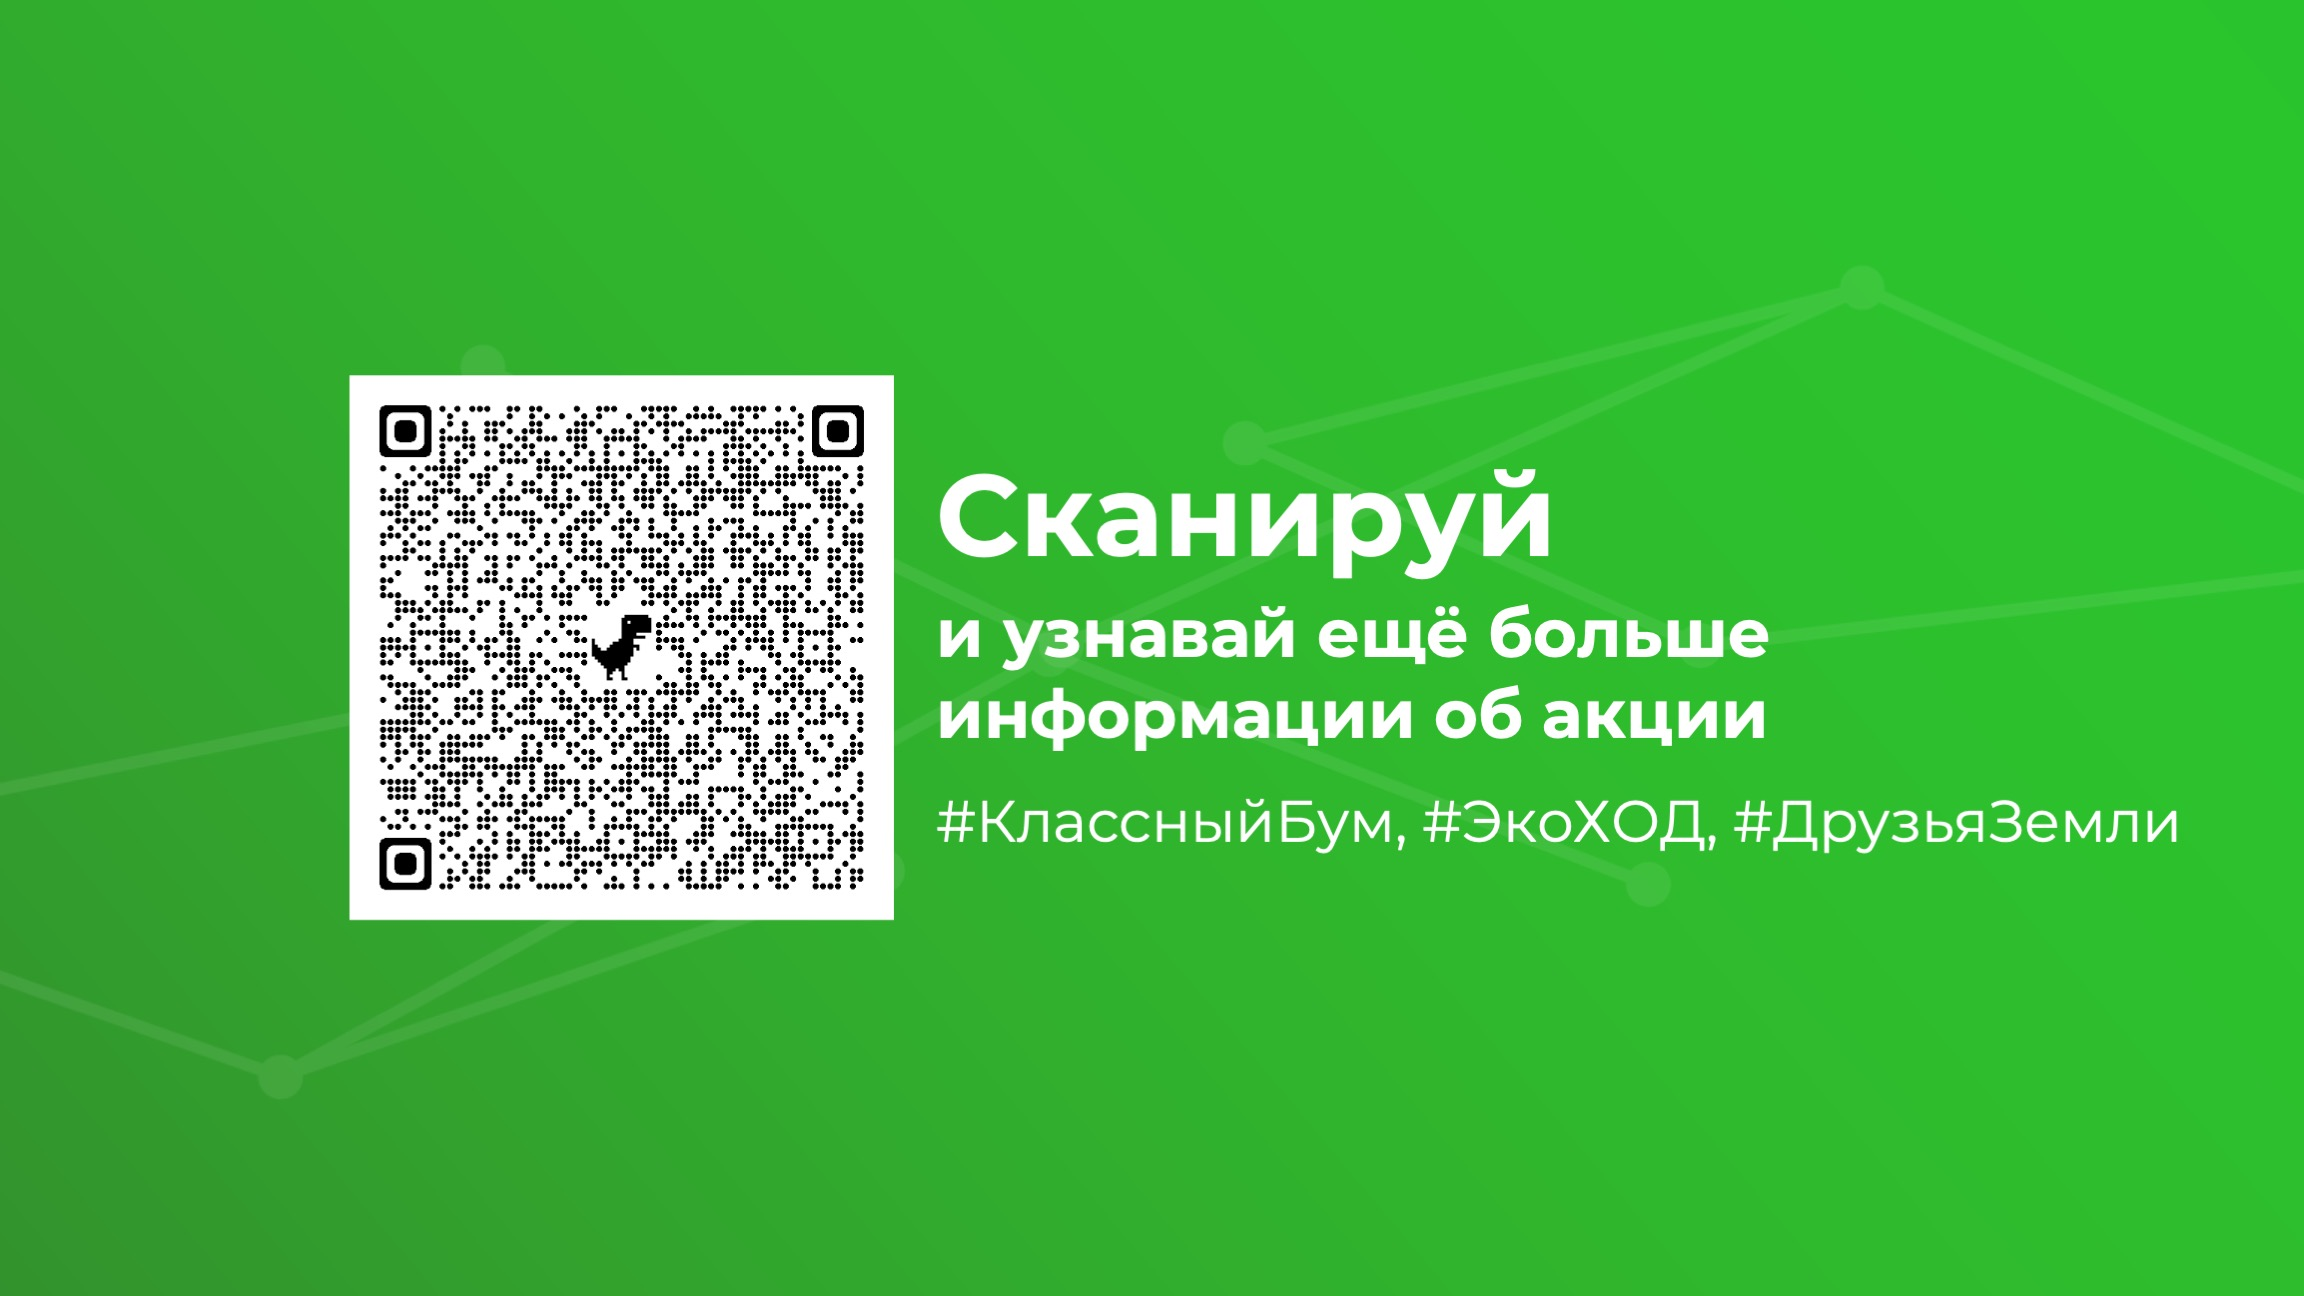 Сканируй
и узнавай ещё больше
информации об акции
#КлассныйБум, #ЭкоХОД, #ДрузьяЗемли